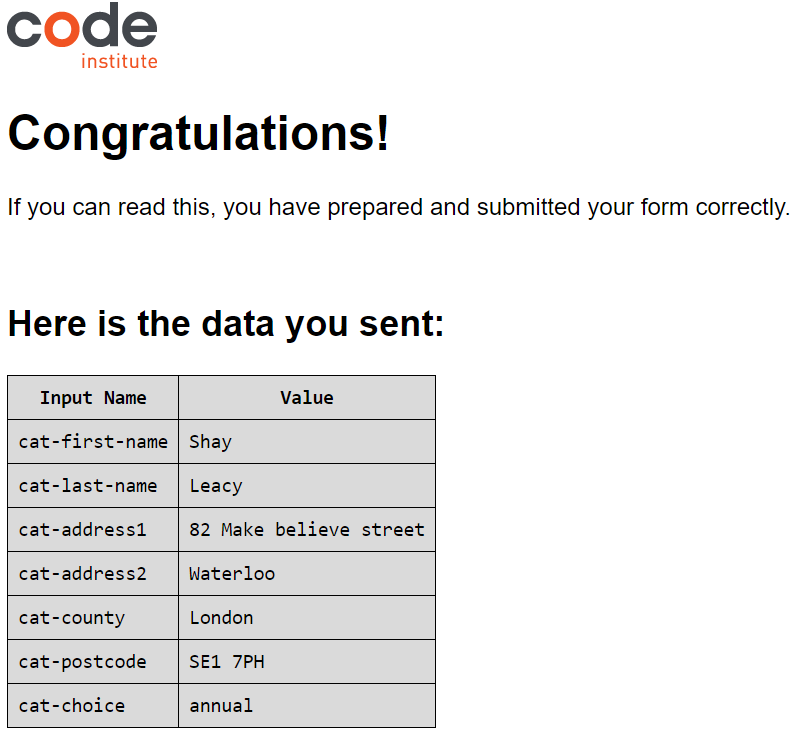 code
institute
Congratulations!
If you can read this, you have prepared and submitted your form correctly.
Here is the data you sent:
Input Name Value
cat-first-name Shay
cat-last-name Leacy
cat-address1 82 Make believe street
cat-address2 Waterloo
cat-county London
cat-postcode SE1 7PH
cat-choice annual